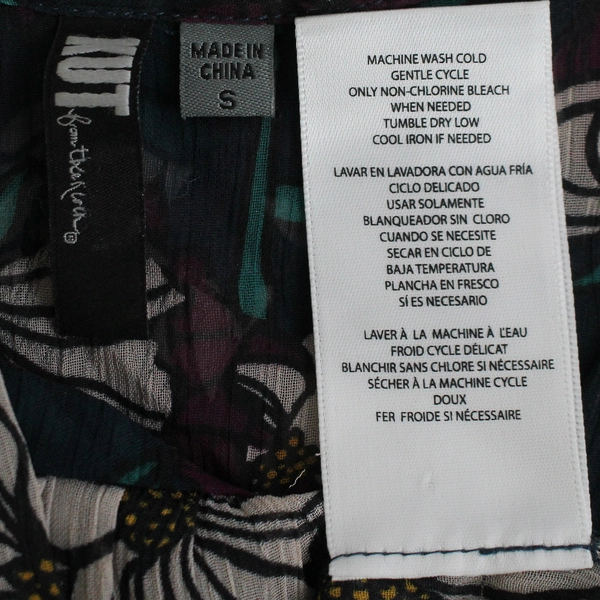 KUT
from the Kloth
MADE IN
CHINA
S
MACHINE WASH COLD
GENTLE CYCLE
ONLY NON-CHLORINE BLEACH
WHEN NEEDED
TUMBLE DRY LOW
COOL IRON IF NEEDED
LAVAR EN LAVADORA CON AGUA FRÍA
CICLO DELICADO
USAR SOLAMENTE
BLANQUEADOR SIN CLORO
CUANDO SE NECESITE
SECAR EN CICLO DE
BAJA TEMPERATURA
PLANCHA EN FRESCO
SÍ ES NECESARIO
LAVER À LA MACHINE À L'EAU
FROID CYCLE DÉLICAT
BLANCHIR SANS CHLORE SI NÉCESSAIRE
SÉCHER À LA MACHINE CYCLE
DOUX
FER FROIDE SI NÉCESSAIRE